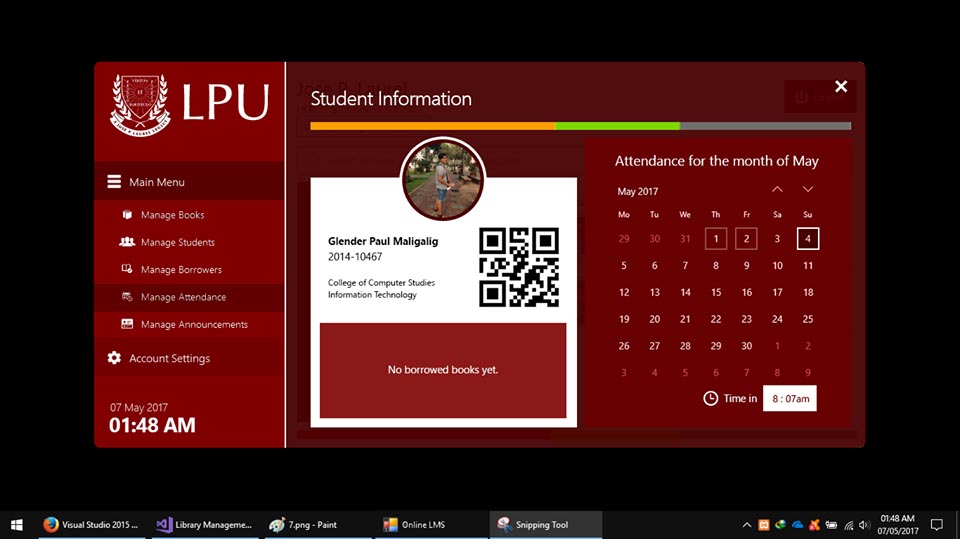 LPU
Student Information
Main Menu
Manage Books
Manage Students
Manage Borrowers
Manage Attendance
Manage Announcements
Account Settings
07 May 2017
01:48 AM
Glender Paul Maligalig
2014-10467
College of Computer Studies
Information Technology
No borrowed books yet.
Attendance for the month of May
May 2017
Mo Tu We Th Fr Sa Su
29 30 31 1 2 3 4
5 6 7 8 9 10 11
12 13 14 15 16 17 18
19 20 21 22 23 24 25
26 27 28 29 30 1 2
3 4 5 6 7 8 9
Time in 8 : 07am
Visual Studio 2015 ...
Library Manageme...
7.png - Paint
Online LMS
Snipping Tool
01:48 AM
07/05/2017